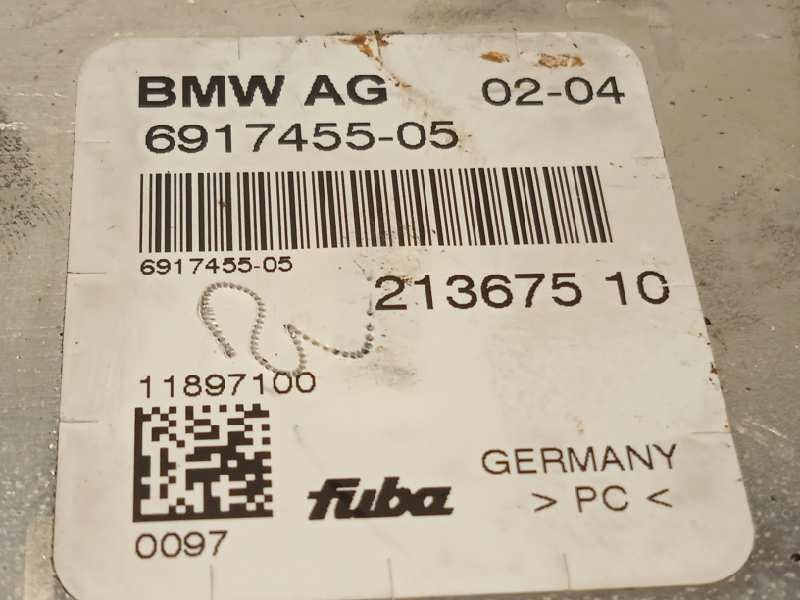 BMW AG 02-04
6917455-05
6917455-05
213675 10
11897100
0097
fuba
GERMANY
> PC <